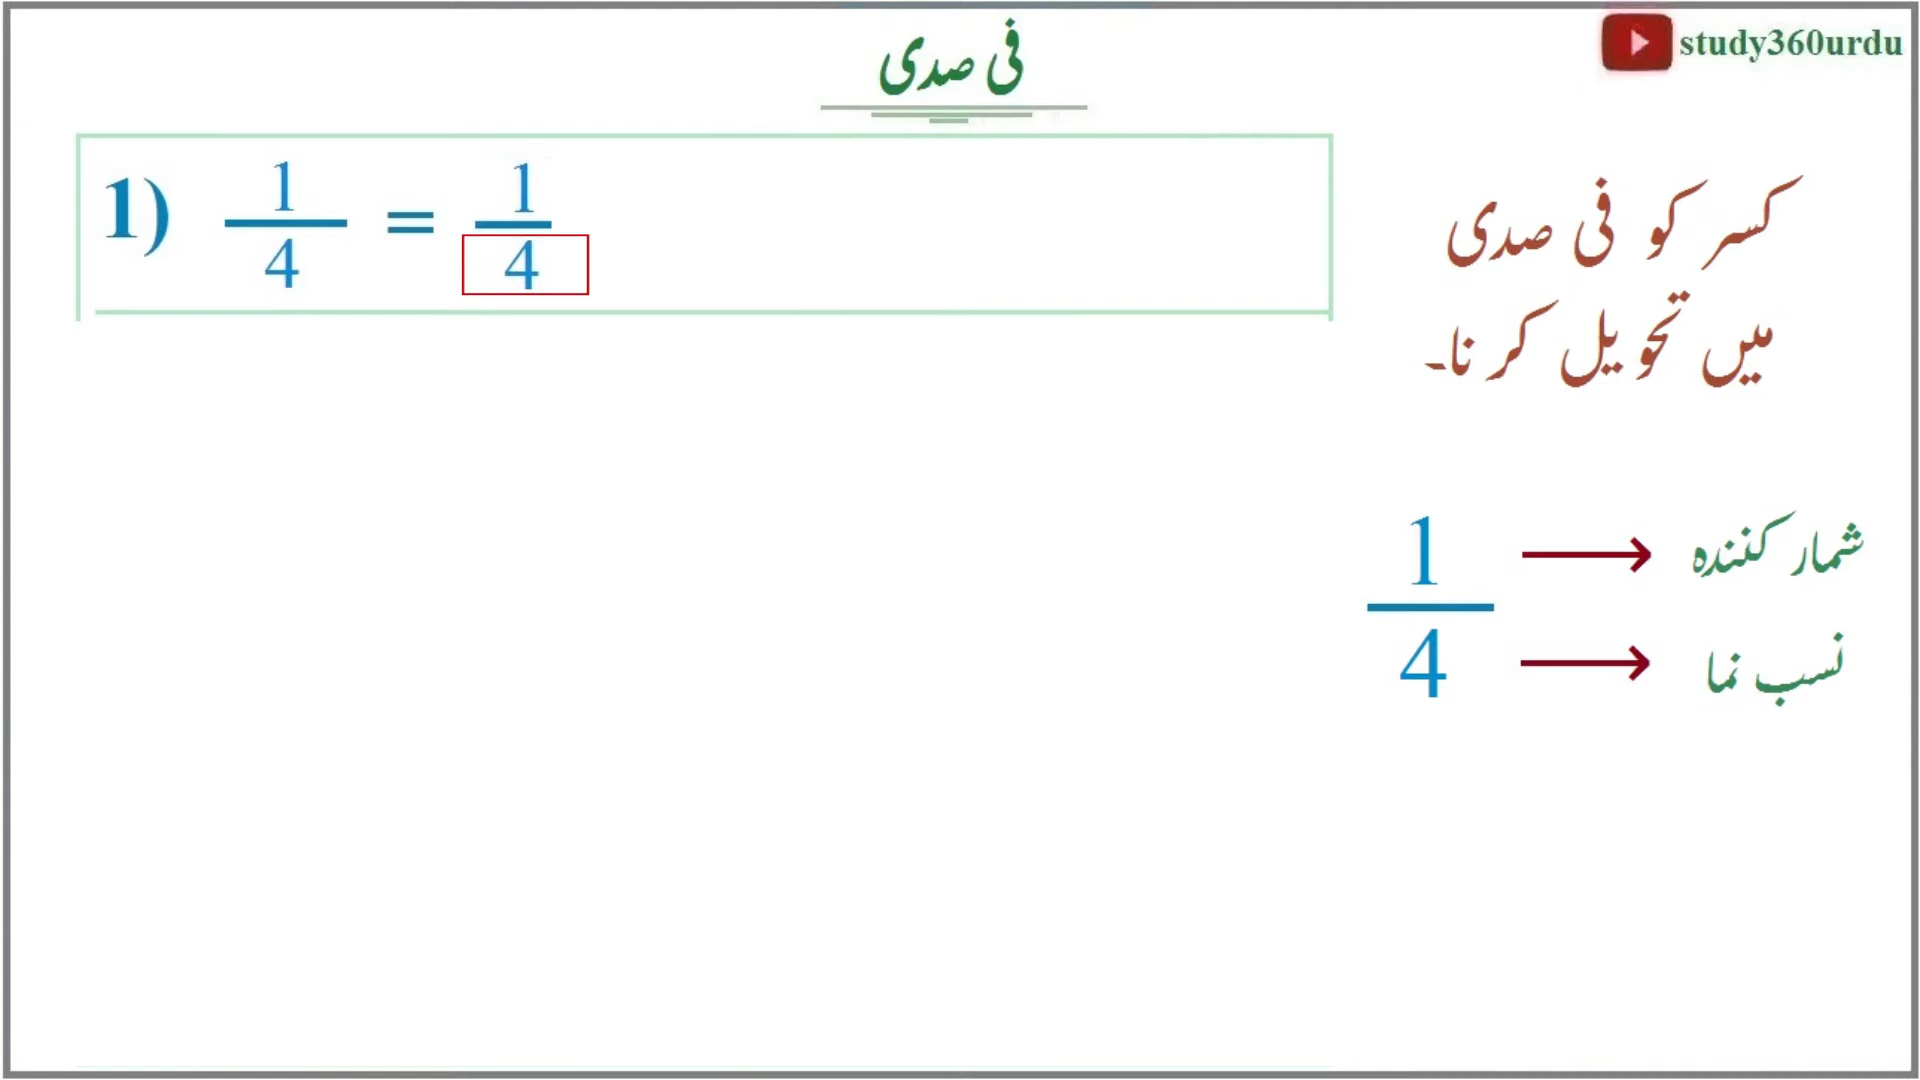 فی صدی
study360urdu
1) 1/4 = 1/4
کسر کو فی صدی
میں تحویل کرنا۔
1 → شمار کنندہ
4 → نسب نما